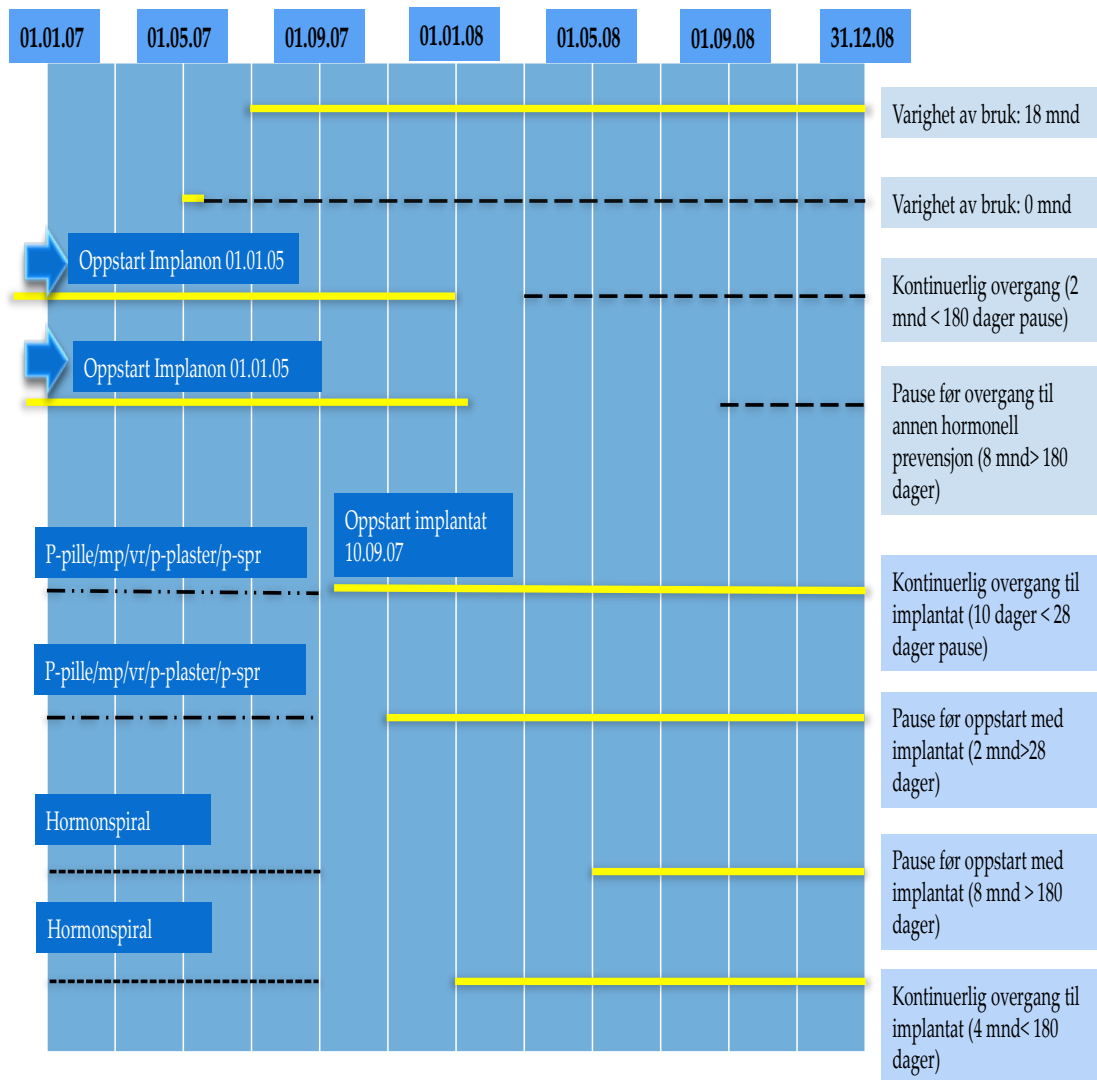 01.01.07
01.05.07
01.09.07
01.01.08
01.05.08
01.09.08
31.12.08
Varighet av bruk: 18 mnd
Varighet av bruk: 0 mnd
Oppstart Implanon 01.01.05
Kontinuerlig overgang (2
mnd < 180 dager pause)
Oppstart Implanon 01.01.05
Pause før overgang til
annen hormonell
prevensjon (8 mnd> 180
dager)
Oppstart implantat
10.09.07
P-pille/mp/vr/p-plaster/p-spr
Kontinuerlig overgang til
implantat (10 dager < 28
dager pause)
P-pille/mp/vr/p-plaster/p-spr
Pause før oppstart med
implantat (2 mnd>28
dager)
Hormonspiral
Pause før oppstart med
implantat (8 mnd > 180
dager)
Hormonspiral
Kontinuerlig overgang til
implantat (4 mnd< 180
dager)